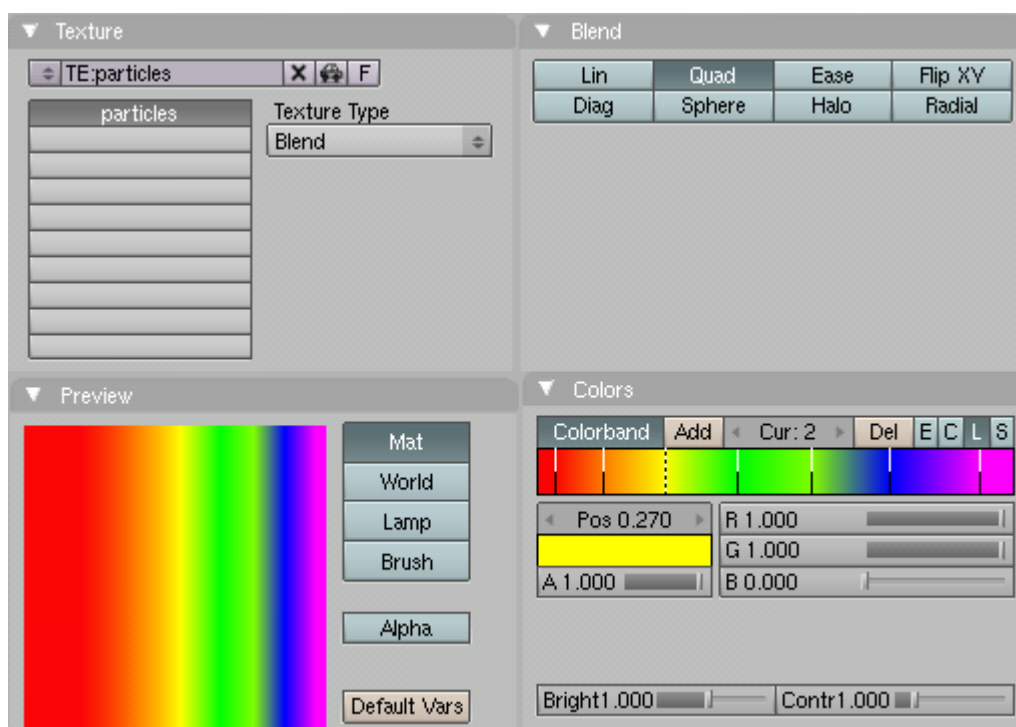 Texture
TE:particles X F
particles
Texture Type
Blend
Blend
Lin Quad Ease Flip XY
Diag Sphere Halo Radial
Preview
Mat
World
Lamp
Brush
Alpha
Default Vars
Colors
Colorband Add Cur: 2 Del E C L S
Pos 0.270 R 1.000
G 1.000
A 1.000 B 0.000
Bright1.000 Contr1.000